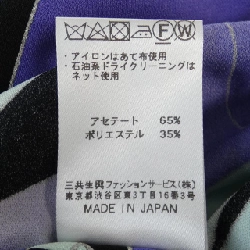 F W
・アイロンはあて布使用
・石油系ドライクリーニングは
ネット使用
アセテート 65%
ポリエステル 35%
三共生興ファッションサービス(株)
東京都渋谷区神宮前3丁目16番3号
MADE IN JAPAN